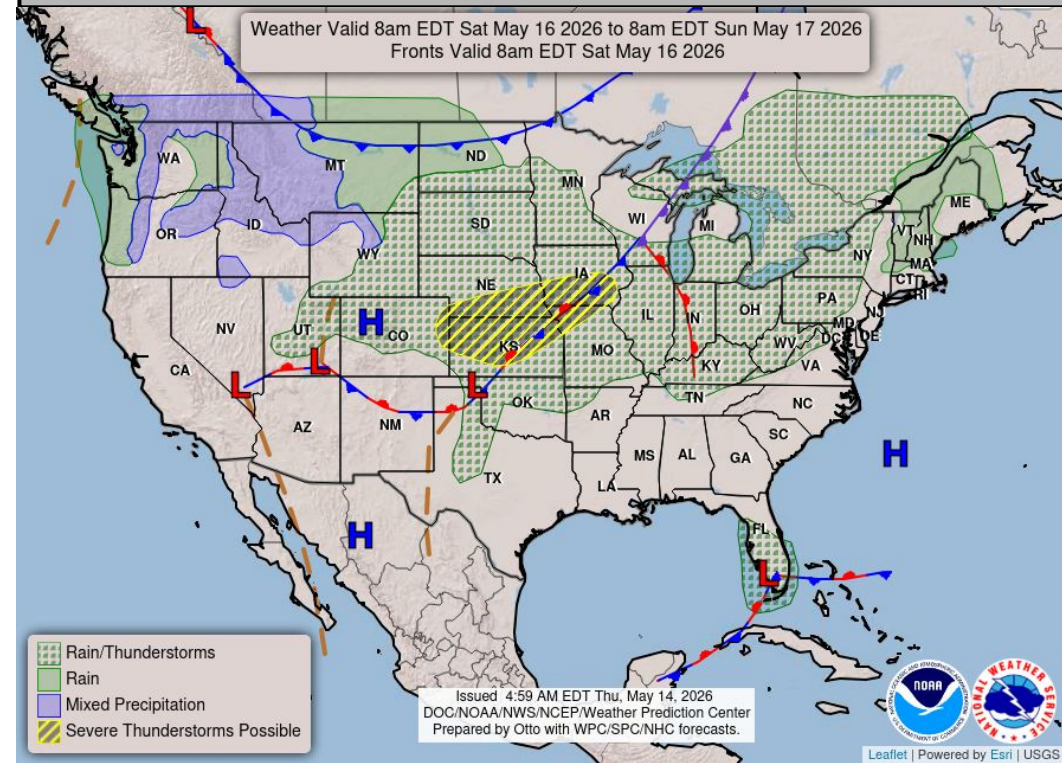 Weather Valid 8am EDT Sat May 16 2026 to 8am EDT Sun May 17 2026
Fronts Valid 8am EDT Sat May 16 2026
L
WA
MT
ND
MN
OR
ID
WY
SD
WI
MI
ME
VT
NH
NY
MA
CT
RI
NV
UT
H
CO
NE
IA
IL
IN
OH
PA
NJ
MD
DE
DC
WV
VA
CA
L
L
KS
MO
KY
L
OK
TN
NC
AZ
NM
AR
SC
MS
AL
GA
H
TX
LA
H
FL
L
Rain/Thunderstorms
Rain
Mixed Precipitation
Severe Thunderstorms Possible
Issued 4:59 AM EDT Thu, May 14, 2026
DOC/NOAA/NWS/NCEP/Weather Prediction Center
Prepared by Otto with WPC/SPC/NHC forecasts.
NOAA
NATIONAL WEATHER SERVICE
Leaflet | Powered by Esri | USGS